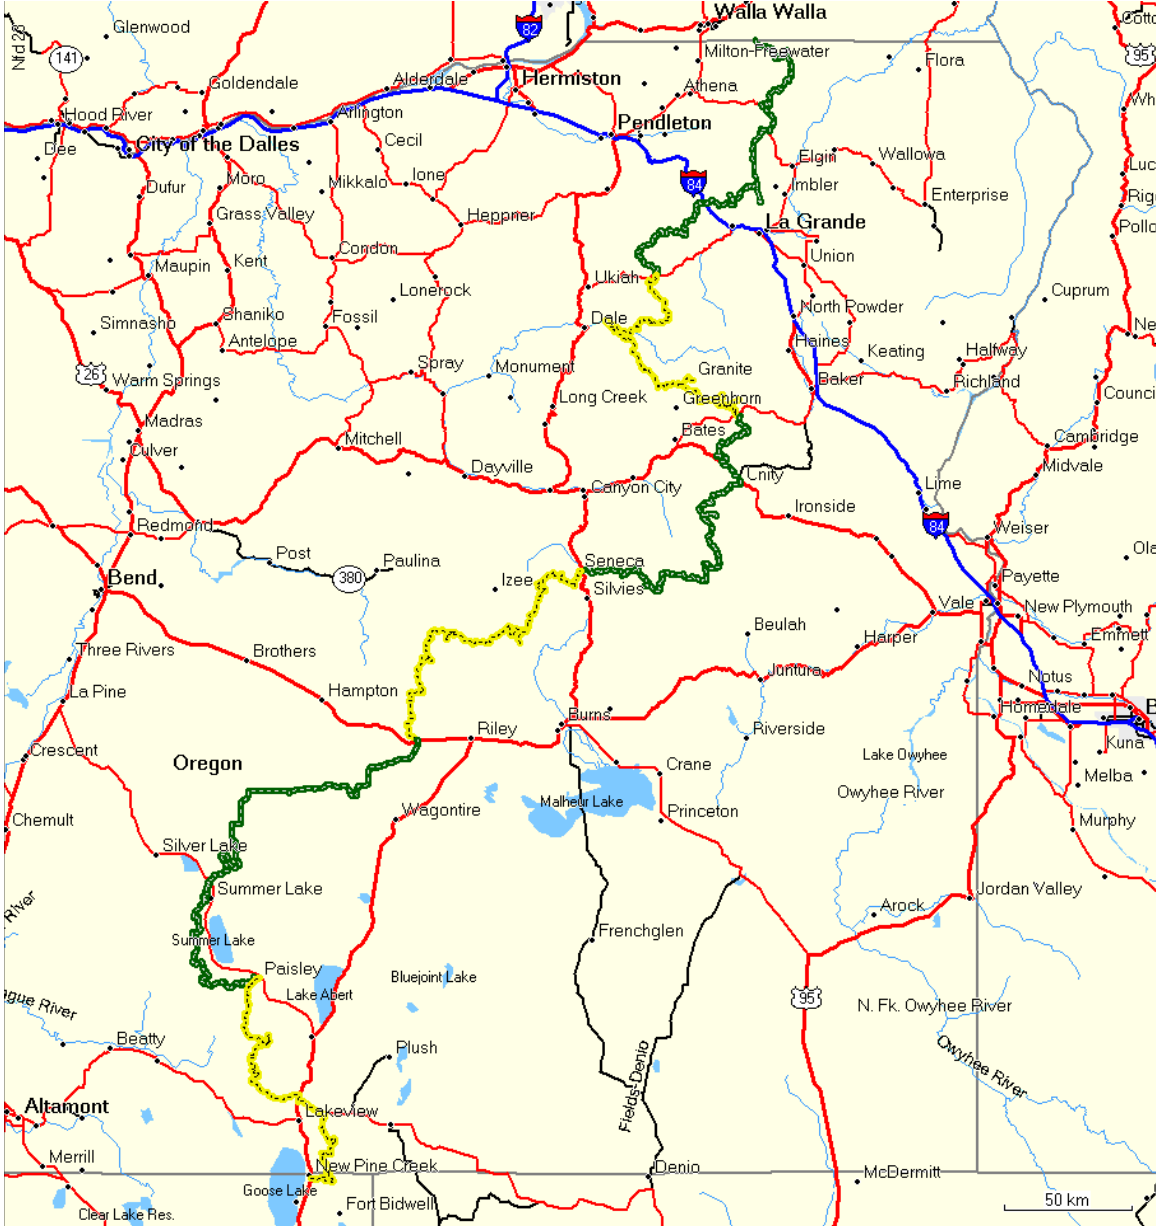 Walla Walla
Glenwood
Nfd 23
82
95
141
Milton-Freewater
Flora
Goldendale
Alderdale
Hermiston
Athena
Hood River
Arlington
Pendleton
City of the Dalles
Dee
Cecil
Elgin
Wallowa
Dufur
Moro
Mikkalo
Ione
84
Imbler
Enterprise
Grass Valley
Heppner
La Grande
Condon
Maupin
Kent
Union
Ukiah
Lonerock
Cuprum
North Powder
Simnasho
Shaniko
Fossil
Dale
Antelope
Haines
Keating
Halfway
26
Warm Springs
Spray
Monument
Granite
Baker
Richland
Long Creek
Greenhorn
Madras
Mitchell
Bates
Cambridge
Culver
Dayville
Unity
Midvale
Canyon City
Lime
Redmond
Ironside
84
Weiser
Post
Paulina
Seneca
Bend
380
Izee
Silvies
Payette
Vale
New Plymouth
Beulah
Harper
Emmett
Three Rivers
Brothers
Juntura
Notus
La Pine
Hampton
Homedale
Burns
Riley
Riverside
Kuna
Crescent
Lake Owyhee
Oregon
Crane
Melba
Malheur Lake
Owyhee River
Wagontire
Princeton
Chemult
Murphy
Silver Lake
Summer Lake
Jordan Valley
River
Arock
Frenchglen
Summer Lake
Paisley
Bluejoint Lake
Lake Abert
95
N. Fk. Owyhee River
ague River
Beatty
Plush
Owyhee River
Fields-Denio
Altamont
Lakeview
Merrill
New Pine Creek
Denio
McDermitt
Goose Lake
Fort Bidwell
50 km
Clear Lake Res.